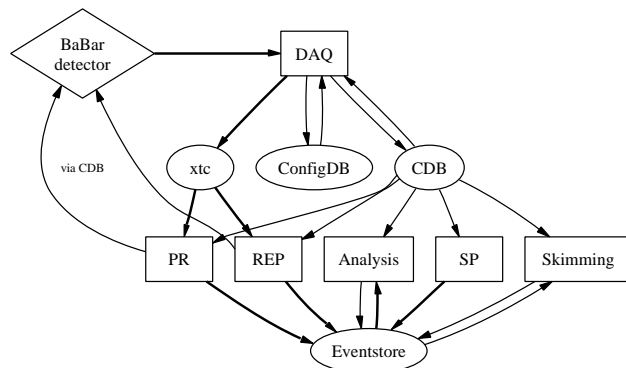 BaBar
detector
DAQ
via CDB
xtc
ConfigDB
CDB
PR
REP
Analysis
SP
Skimming
Eventstore